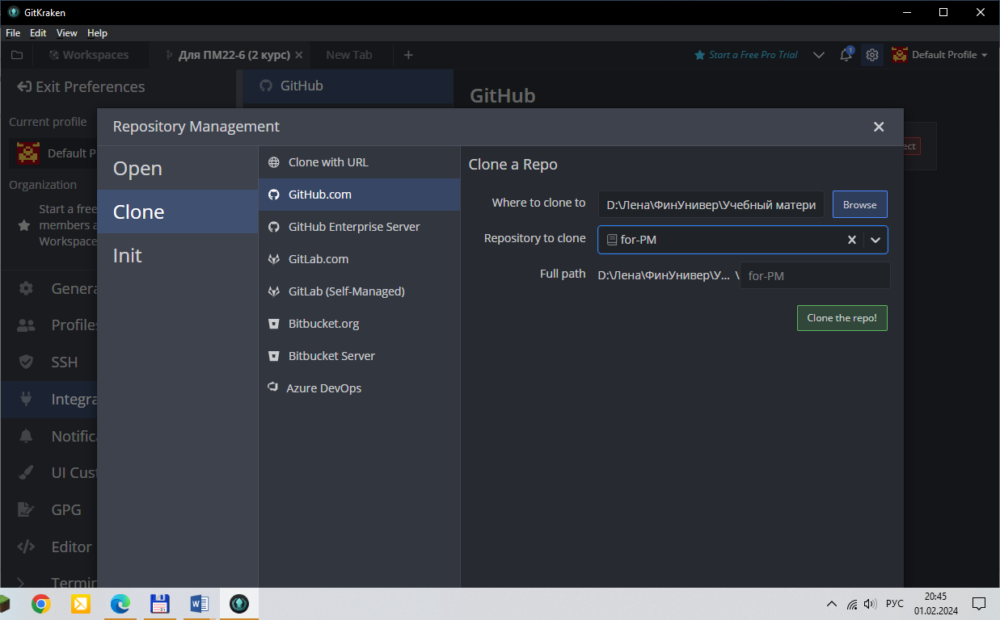 GitKraken
File Edit View Help
Workspaces
Для ПМ22-6 (2 курс)
New Tab
Start a Free Pro Trial
1
Default Profile
Exit Preferences
Current profile
Default P
Organization
Start a free
members a
Workspace
Genera
Profiles
SSH
Integra
Notifica
UI Cust
GPG
Editor
Termin
GitHub
GitHub
ect
Repository Management
Open
Clone
Init
Clone with URL
GitHub.com
GitHub Enterprise Server
GitLab.com
GitLab (Self-Managed)
Bitbucket.org
Bitbucket Server
Azure DevOps
Clone a Repo
Where to clone to D:\Лена\ФинУнивер\Учебный матери Browse
Repository to clone for-PM
Full path D:\Лена\ФинУнивер\У... \ for-PM
Clone the repo!
РУС
20:45
01.02.2024